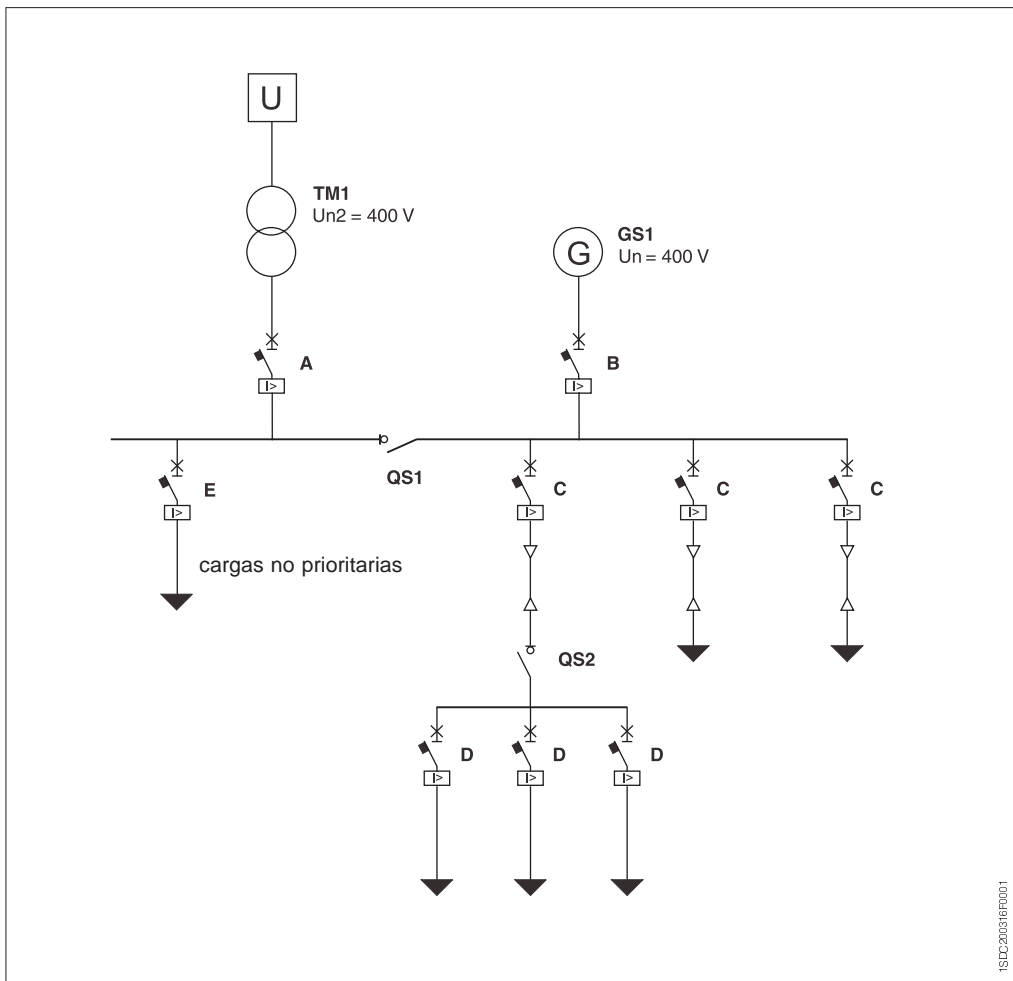 U
TM1
Un2 = 400 V
GS1
G
Un = 400 V
A
B
I>
I>
QS1
E
C
C
C
I>
I>
I>
I>
cargas no prioritarias
QS2
D
D
D
I>
I>
I>
1SDC200316F0001